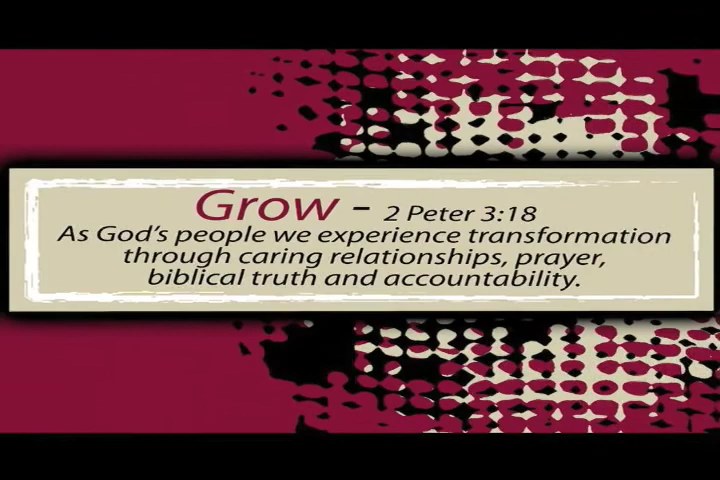 Grow - 2 Peter 3:18
As God's people we experience transformation
through caring relationships, prayer,
biblical truth and accountability.